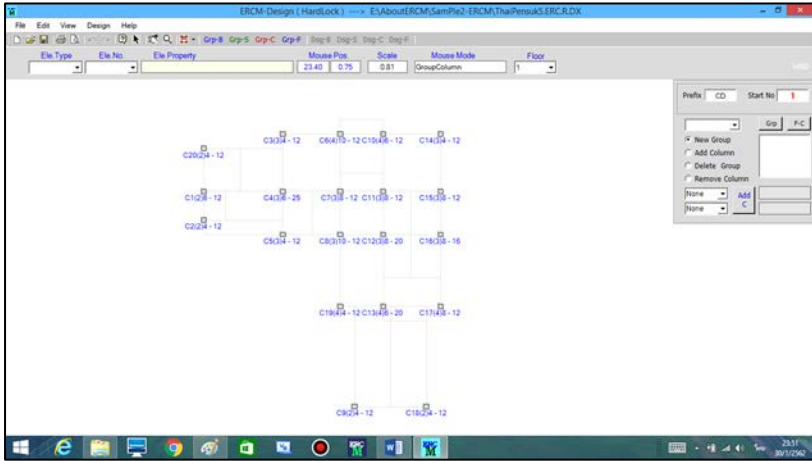 ERCM-Design ( HardLock ) ---> E:\AboutERCM\SamPle2-ERCM\ThaiPensuk5.ERC.R.DX
File Edit View Design Help
Grp-B Grp-S Grp-C Grp-F Dsg-B Dsg-S Dsg-C Dsg-F
Ele.Type Ele.No. Ele.Property Mouse Pos. Scale Mouse Mode Floor
23.40 0.75 0.81 GroupColumn 1
Prefix CD Start No 1
Grp F-C
New Group
Add Column
Delete Group
Remove Column
None Add C
None
C3(3)4 - 12 C6(4)10 - 12 C10(4)6 - 12 C14(3)4 - 12
C20(2)4 - 12
C1(2)6 - 12 C4(3)6 - 25 C7(3)8 - 12 C11(3)8 - 12 C15(3)8 - 12
C2(2)4 - 12
C5(3)4 - 12 C8(3)10 - 12 C12(3)8 - 20 C16(3)8 - 16
C19(4)4 - 12 C13(4)6 - 20 C17(4)8 - 12
C9(2)4 - 12 C18(2)4 - 12
23:51
30/1/2562